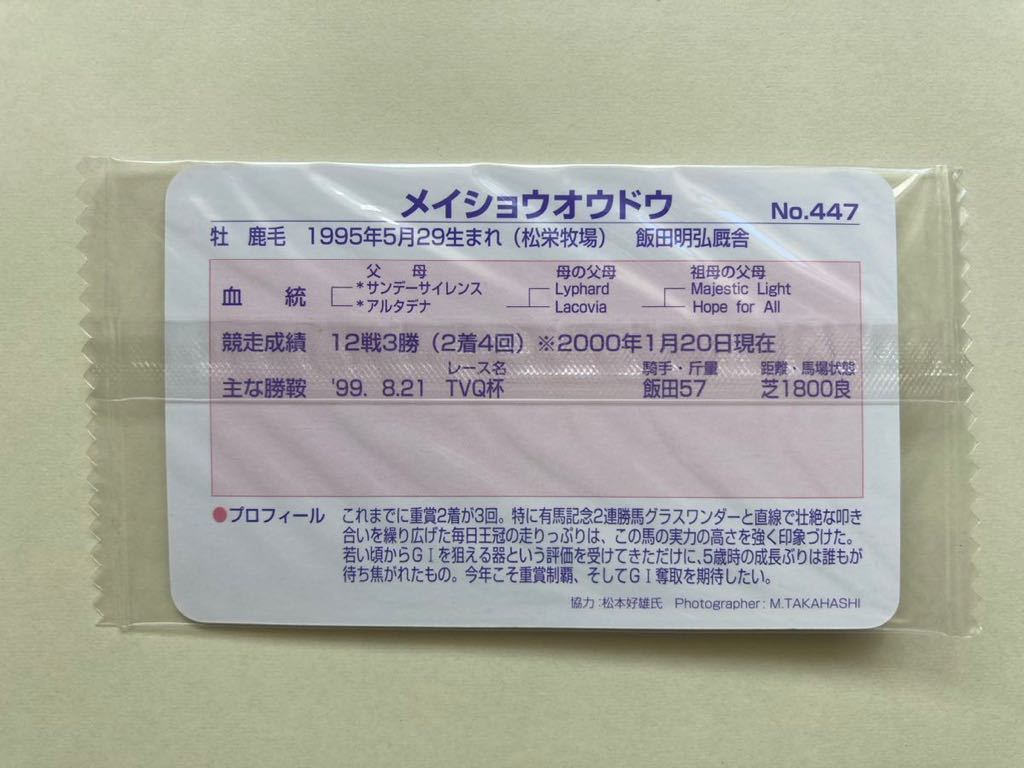 メイショウオウドウ No.447
牡 鹿毛 1995年5月29生まれ（松栄牧場） 飯田明弘厩舎
父 母 母の父母 祖母の父母
血 統 *サンデーサイレンス Lyphard Majestic Light
*アルタデナ Lacovia Hope for All
競走成績 12戦3勝（2着4回）※2000年1月20日現在
レース名 騎手・斤量 距離・馬場状態
主な勝鞍 '99. 8.21 TVQ杯 飯田57 芝1800良
●プロフィール これまでに重賞2着が3回。特に有馬記念2連勝馬グラスワンダーと直線で壮絶な叩き
合いを繰り広げた毎日王冠の走りっぷりは、この馬の実力の高さを強く印象づけた。
若い頃からGⅠを狙える器という評価を受けてきただけに、5歳時の成長ぶりは誰もが
待ち焦がれたもの。今年こそ重賞制覇、そしてGⅠ奪取を期待したい。
協力：松本好雄氏 Photographer：M.TAKAHASHI